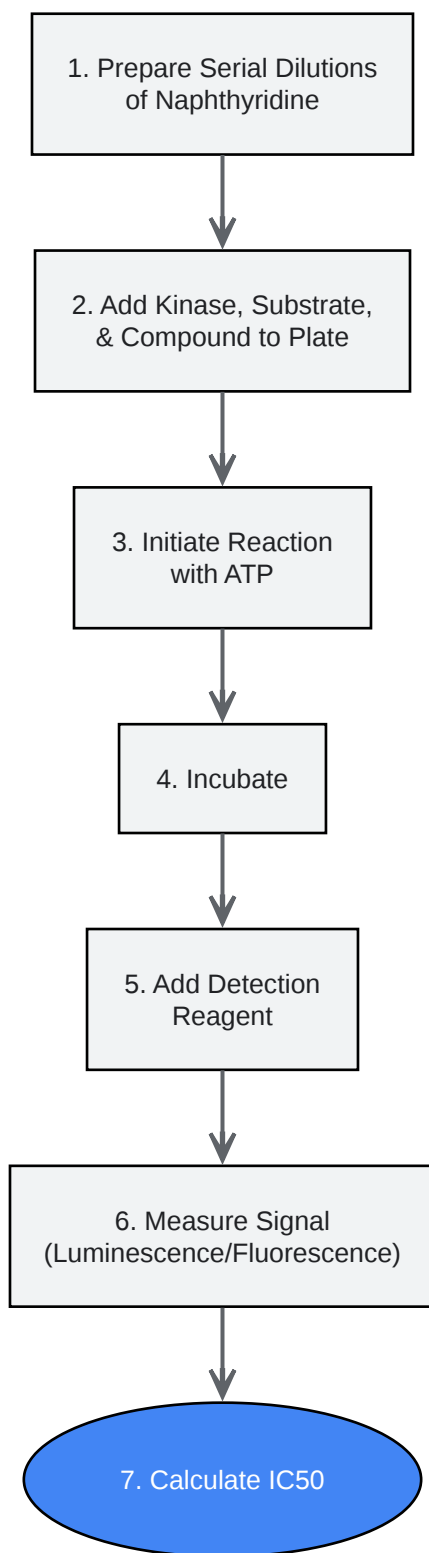 1. Prepare Serial Dilutions
of Naphthyridine
2. Add Kinase, Substrate,
& Compound to Plate
3. Initiate Reaction
with ATP
4. Incubate
5. Add Detection
Reagent
6. Measure Signal
(Luminescence/Fluorescence)
7. Calculate IC50